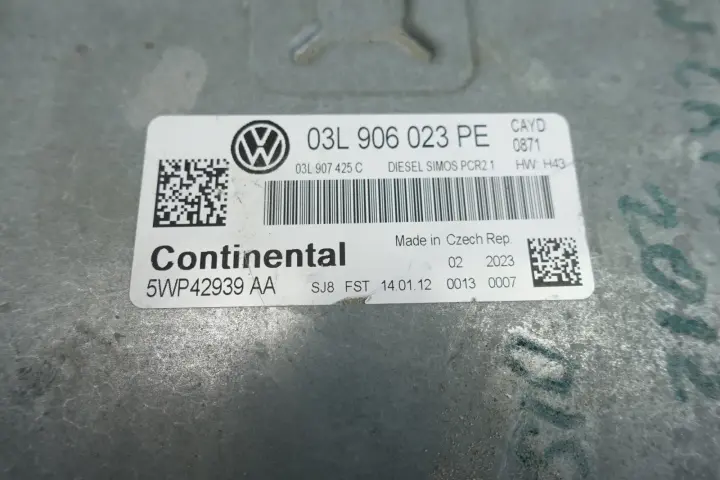 03L 906 023 PE
CAYD
0871
03L 907 425 C DIESEL SIMOS PCR2 1 HW: H43
Continental
Made in Czech Rep.
02 2023
5WP42939 AA SJ8 FST 14 01.12 0013 0007